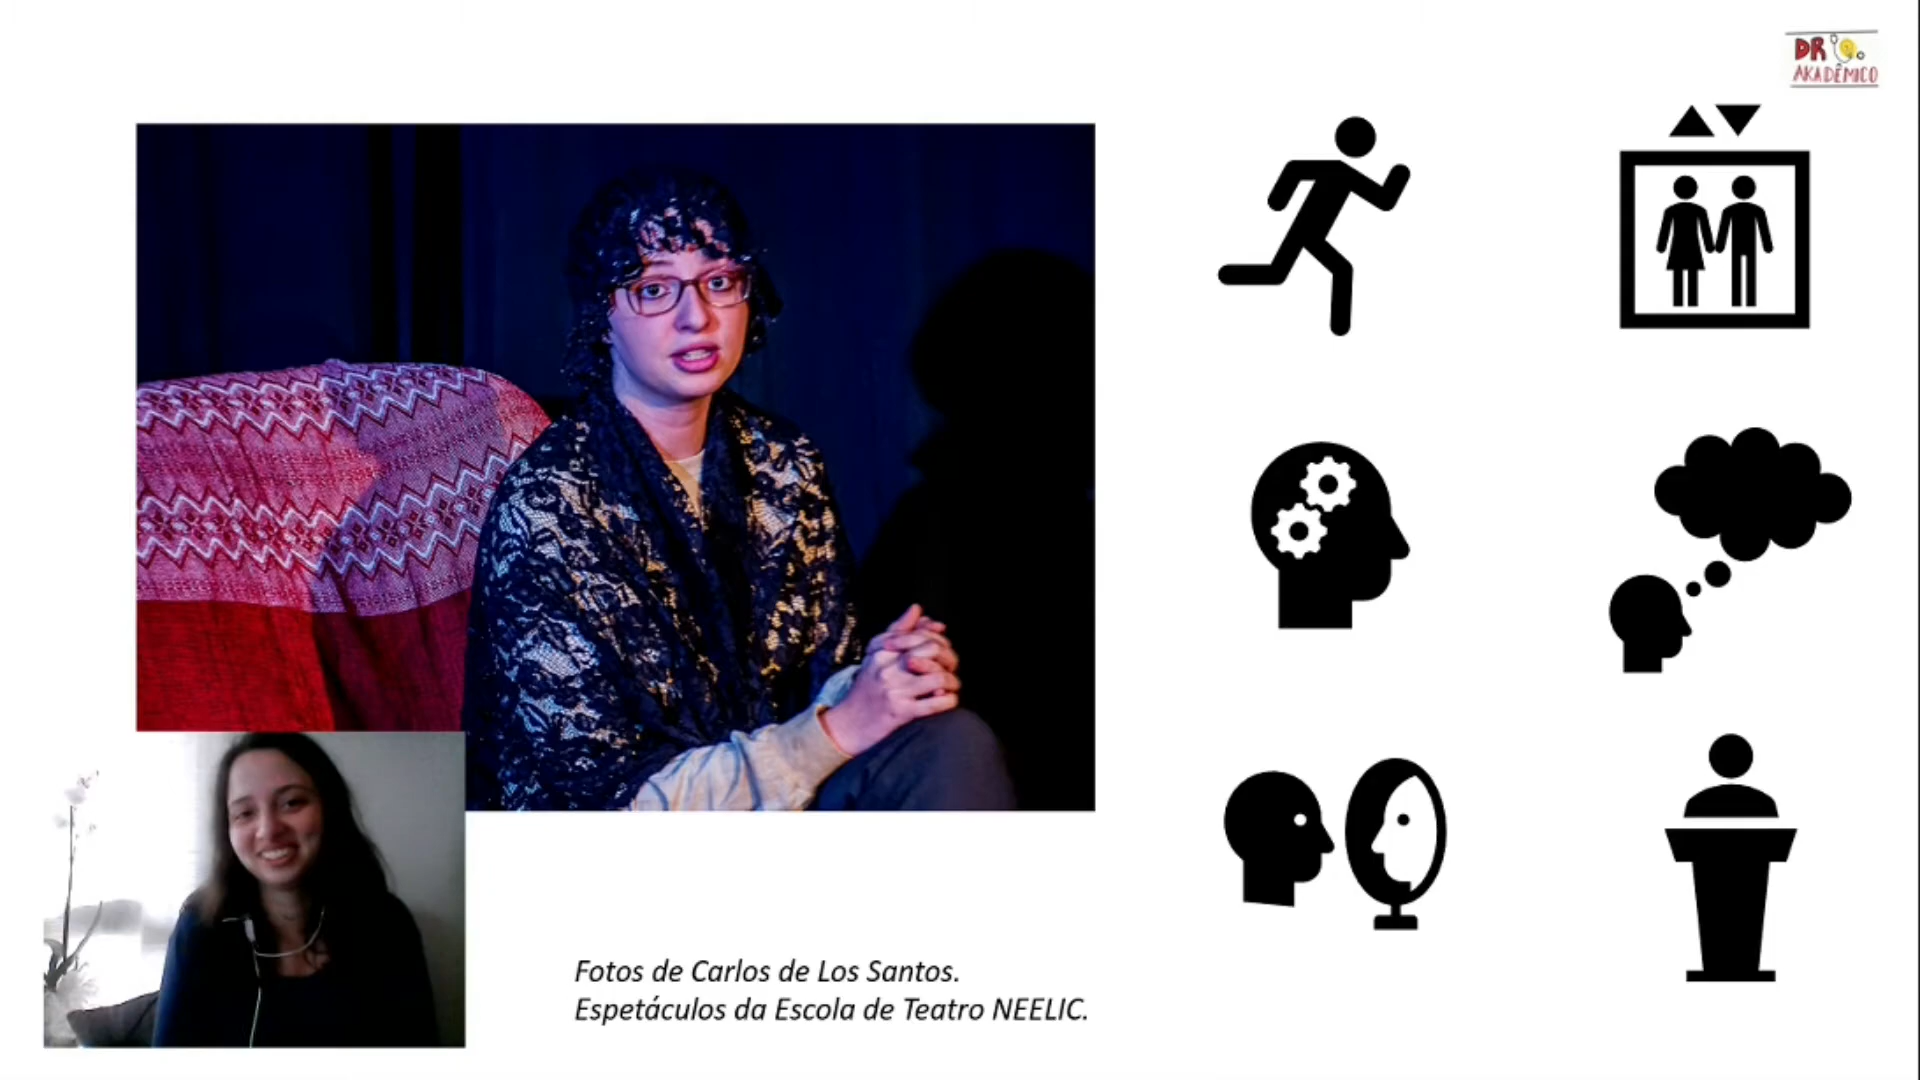 DR
AKADÊMICO
Fotos de Carlos de Los Santos.
Espetáculos da Escola de Teatro NEELIC.